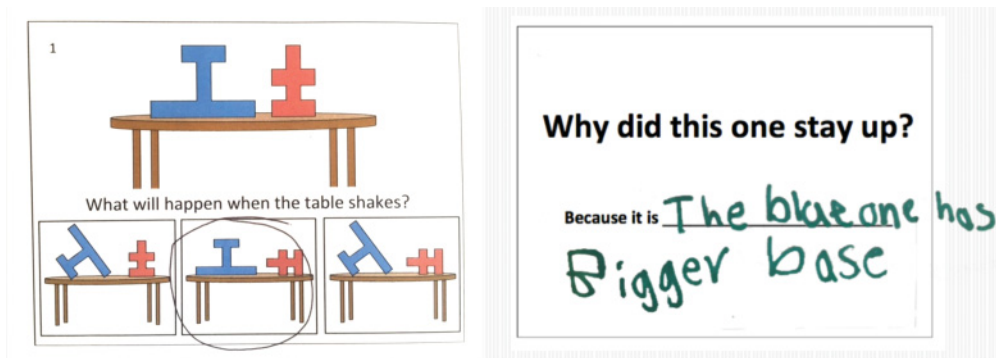 1
What will happen when the table shakes?
Why did this one stay up?
Because it is The blue one has
Bigger base